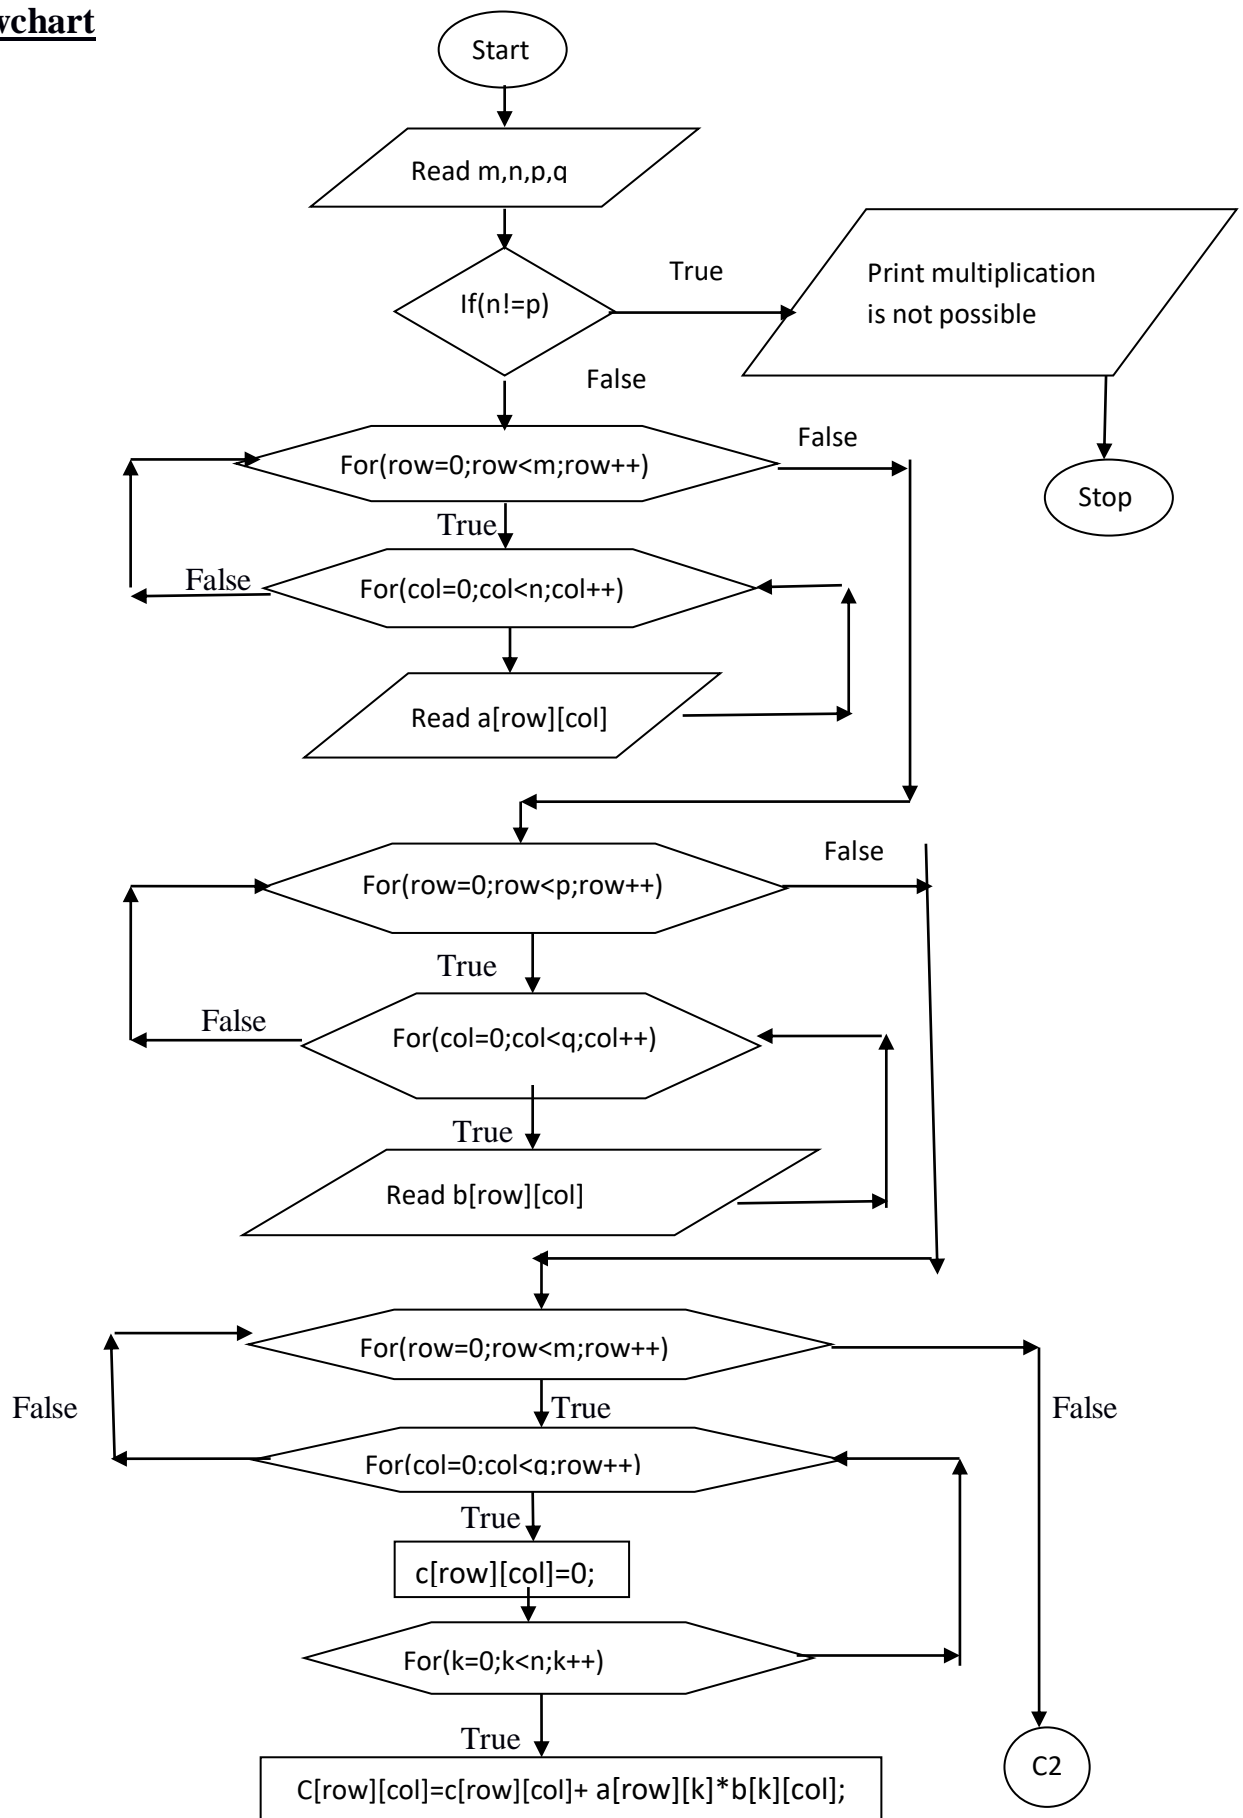 wchart
Start
Read m,n,p,q
If(n!=p)
True
Print multiplication
is not possible
False
For(row=0;row<m;row++)
False
Stop
True
For(col=0;col<n;col++)
False
Read a[row][col]
For(row=0;row<p;row++)
False
True
For(col=0;col<q;col++)
False
True
Read b[row][col]
For(row=0;row<m;row++)
False
True
False
For(col=0;col<q;row++)
True
c[row][col]=0;
For(k=0;k<n;k++)
True
C2
C[row][col]=c[row][col]+ a[row][k]*b[k][col];